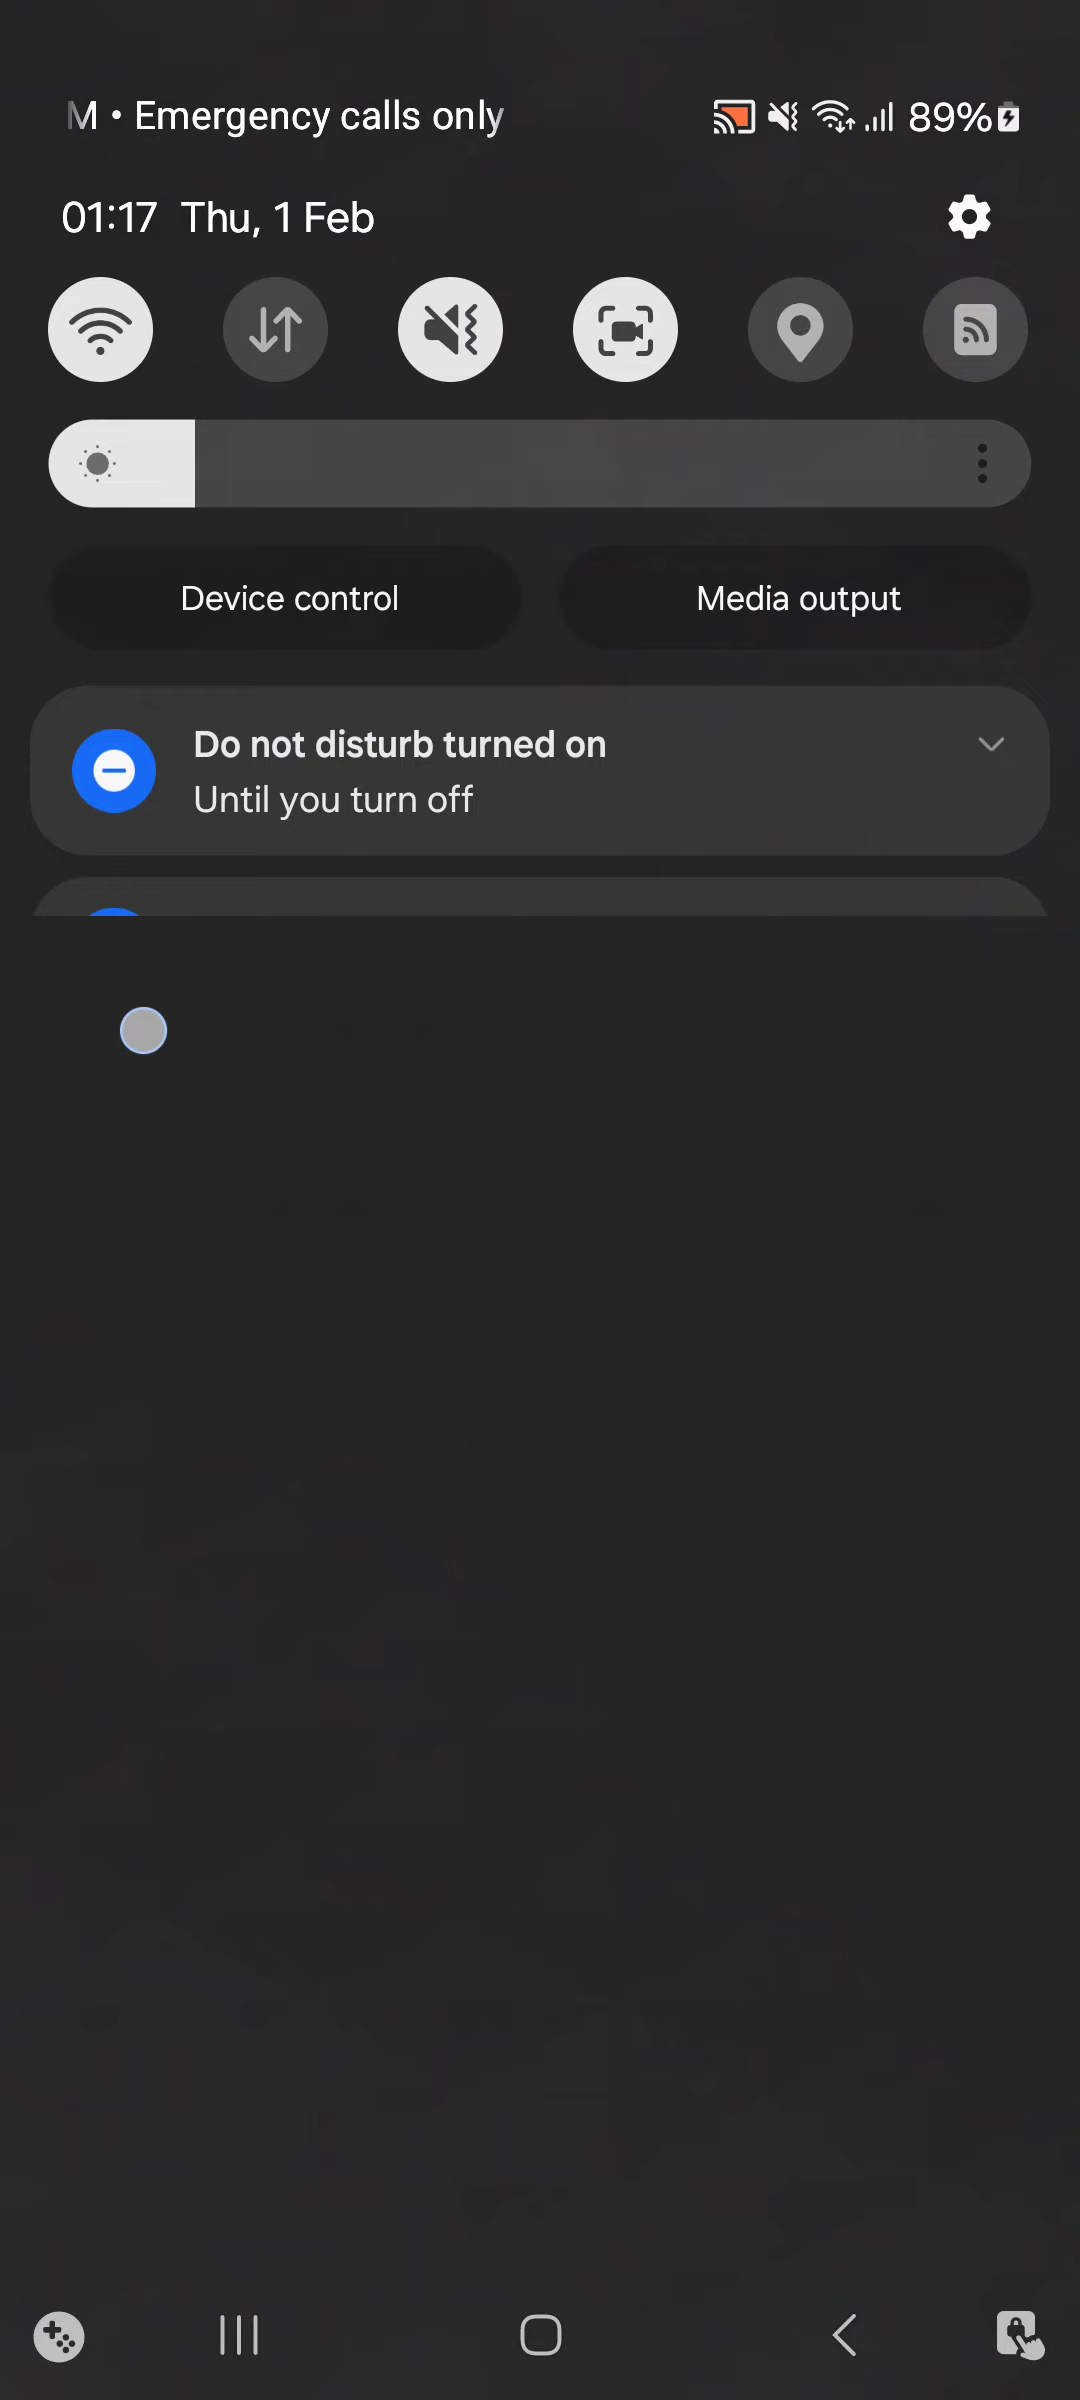 M • Emergency calls only
89%
01:17 Thu, 1 Feb
Device control
Media output
Do not disturb turned on
Until you turn off